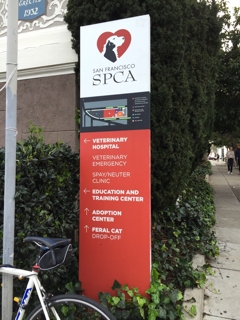 1932
SAN FRANCISCO
SPCA
← VETERINARY
HOSPITAL
VETERINARY
EMERGENCY
SPAY/NEUTER
CLINIC
← EDUCATION AND
TRAINING CENTER
↑ ADOPTION
CENTER
↑ FERAL CAT
DROP-OFF